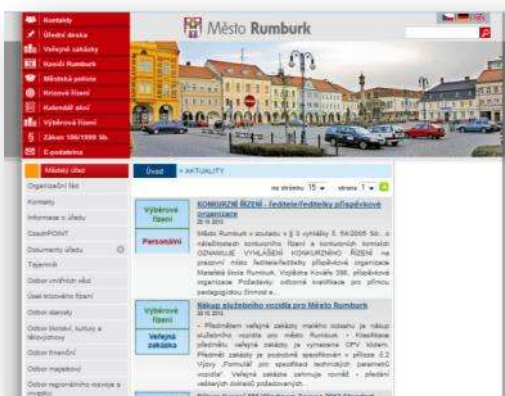 Kontakty
Úřední deska
Veřejné zakázky
Hasiči Rumburk
Městská policie
Krizové řízení
Kalendář akcí
Výběrová řízení
Zákon 106/1999 Sb.
E-podatelna
Město Rumburk
Městský úřad
Organizační řád
Kontakty
Informace o úřadu
CzechPOINT
Dokumenty úřadu
Tajemník
Odbor vnitřních věcí
Úsek krizového řízení
Odbor stavební
Odbor školství, kultury a
tělovýchovy
Odbor finanční
Odbor majetkový
Odbor regionálního rozvoje a
investic
Úvod » AKTUALITY
na stránku 15 strana 1
Výběrové
řízení
Personální
KONKURZNÍ ŘÍZENÍ - ředitele/ředitelky příspěvkové
organizace
Město Rumburk v souladu s § 3 vyhlášky č. 54/2005 Sb., o
náležitostech konkursního řízení a konkursních komisích
OZNAMUJE VYHLÁŠENÍ KONKURZNÍHO ŘÍZENÍ na
pracovní místo ředitele/ředitelky příspěvkové organizace
Mateřská škola Rumburk, Vojtěcha Kováře 398, příspěvková
organizace Požadavky: odborná kvalifikace pro přímou
pedagogickou činnost a...
Výběrové
řízení
Veřejná
zakázka
Nákup služebního vozidla pro Město Rumburk
• Předmětem veřejné zakázky malého rozsahu je nákup
služebního vozidla pro město Rumburk. • Klasifikace
předmětu veřejné zakázky je vymezena CPV kódem.
Předmět zakázky je podrobně specifikován v příloze č.2
Výzvy „Formulář pro specifikaci technických parametrů
vozidla". Veřejná zakázka zahrnuje rovněž • předání
veškerých dokladů požadovaných...